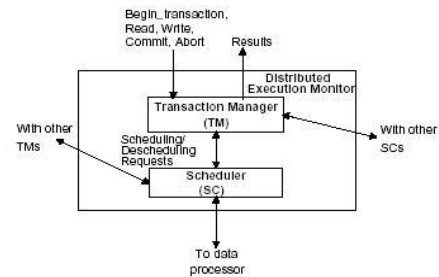 Begin_transaction,
Read, Write,
Commit, Abort
Results
Distributed
Execution Monitor
Transaction Manager
(TM)
With other
TMs
With other
SCs
Scheduling/
Descheduling
Requests
Scheduler
(SC)
To data
processor